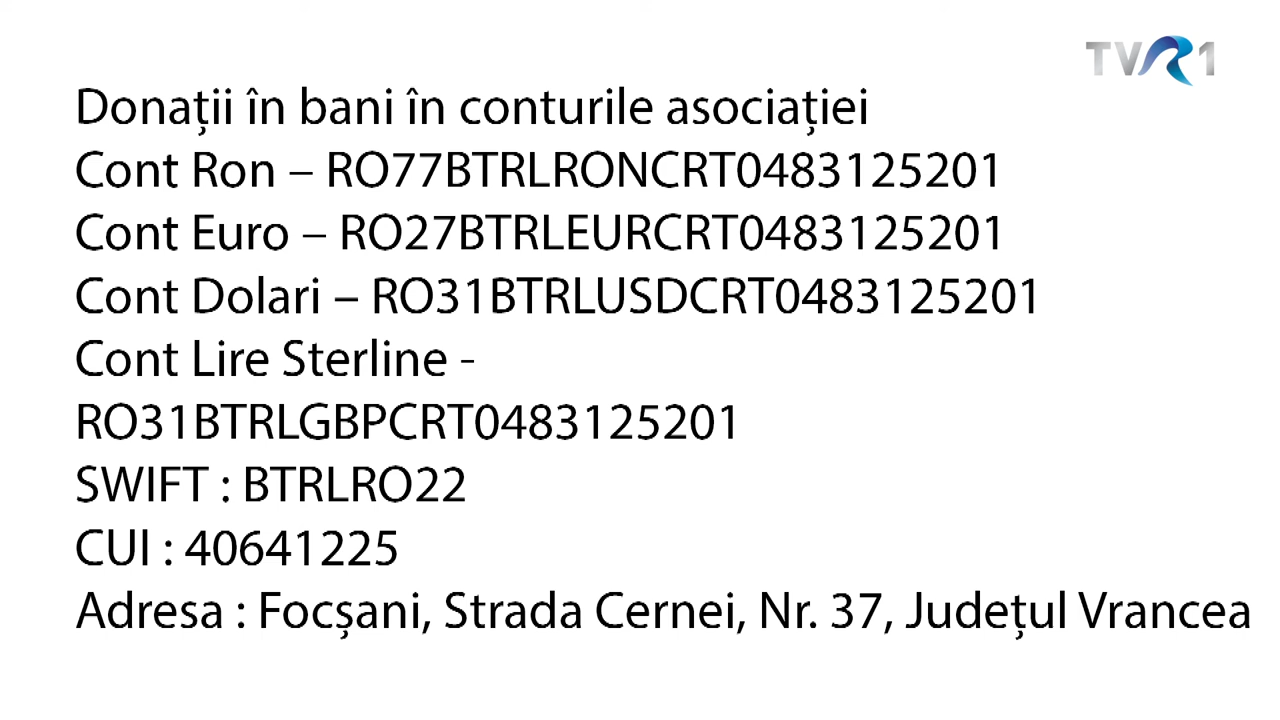 TVR1
Donații în bani în conturile asociației
Cont Ron – RO77BTRLRONCRT0483125201
Cont Euro – RO27BTRLEURCRT0483125201
Cont Dolari – RO31BTRLUSDCRT0483125201
Cont Lire Sterline -
RO31BTRLGBPCRT0483125201
SWIFT : BTRLRO22
CUI : 40641225
Adresa : Focșani, Strada Cernei, Nr. 37, Județul Vrancea